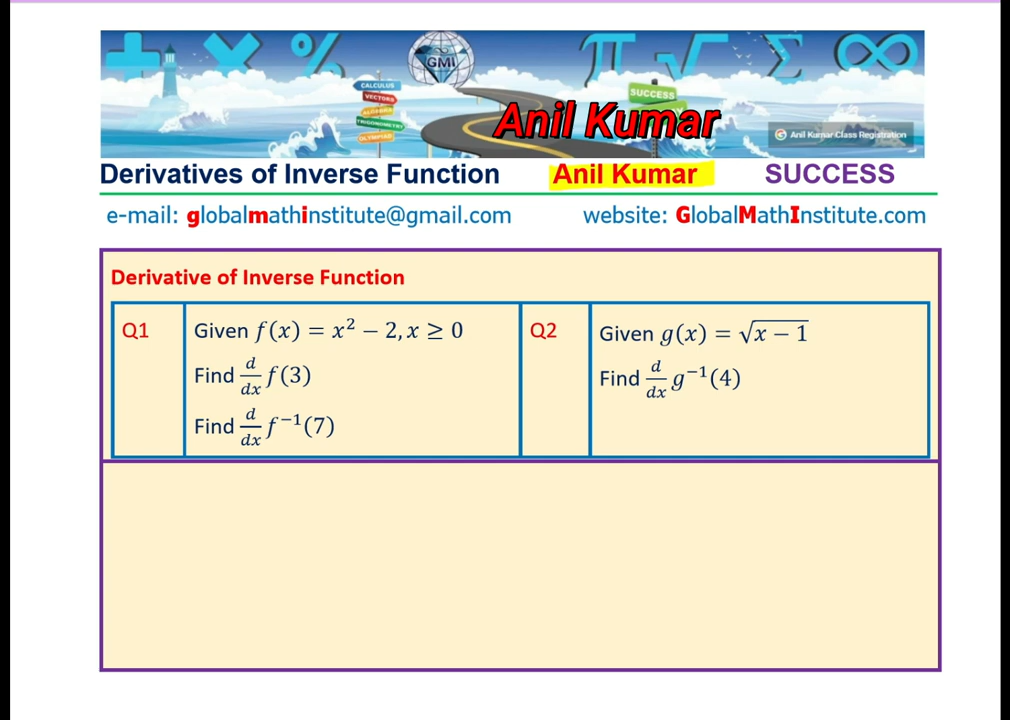 + × % π √ Σ ∞
GMI
CALCULUS
VECTORS
TRIGONOMETRY
SUCCESS
Anil Kumar
Anil Kumar Class Registration
Derivatives of Inverse Function Anil Kumar SUCCESS
e-mail: globalmathinstitute@gmail.com website: GlobalMathInstitute.com
Derivative of Inverse Function
Q1 Given f(x) = x² − 2, x ≥ 0
Find d/dx f(3)
Find d/dx f⁻¹(7)
Q2 Given g(x) = √(x − 1)
Find d/dx g⁻¹(4)